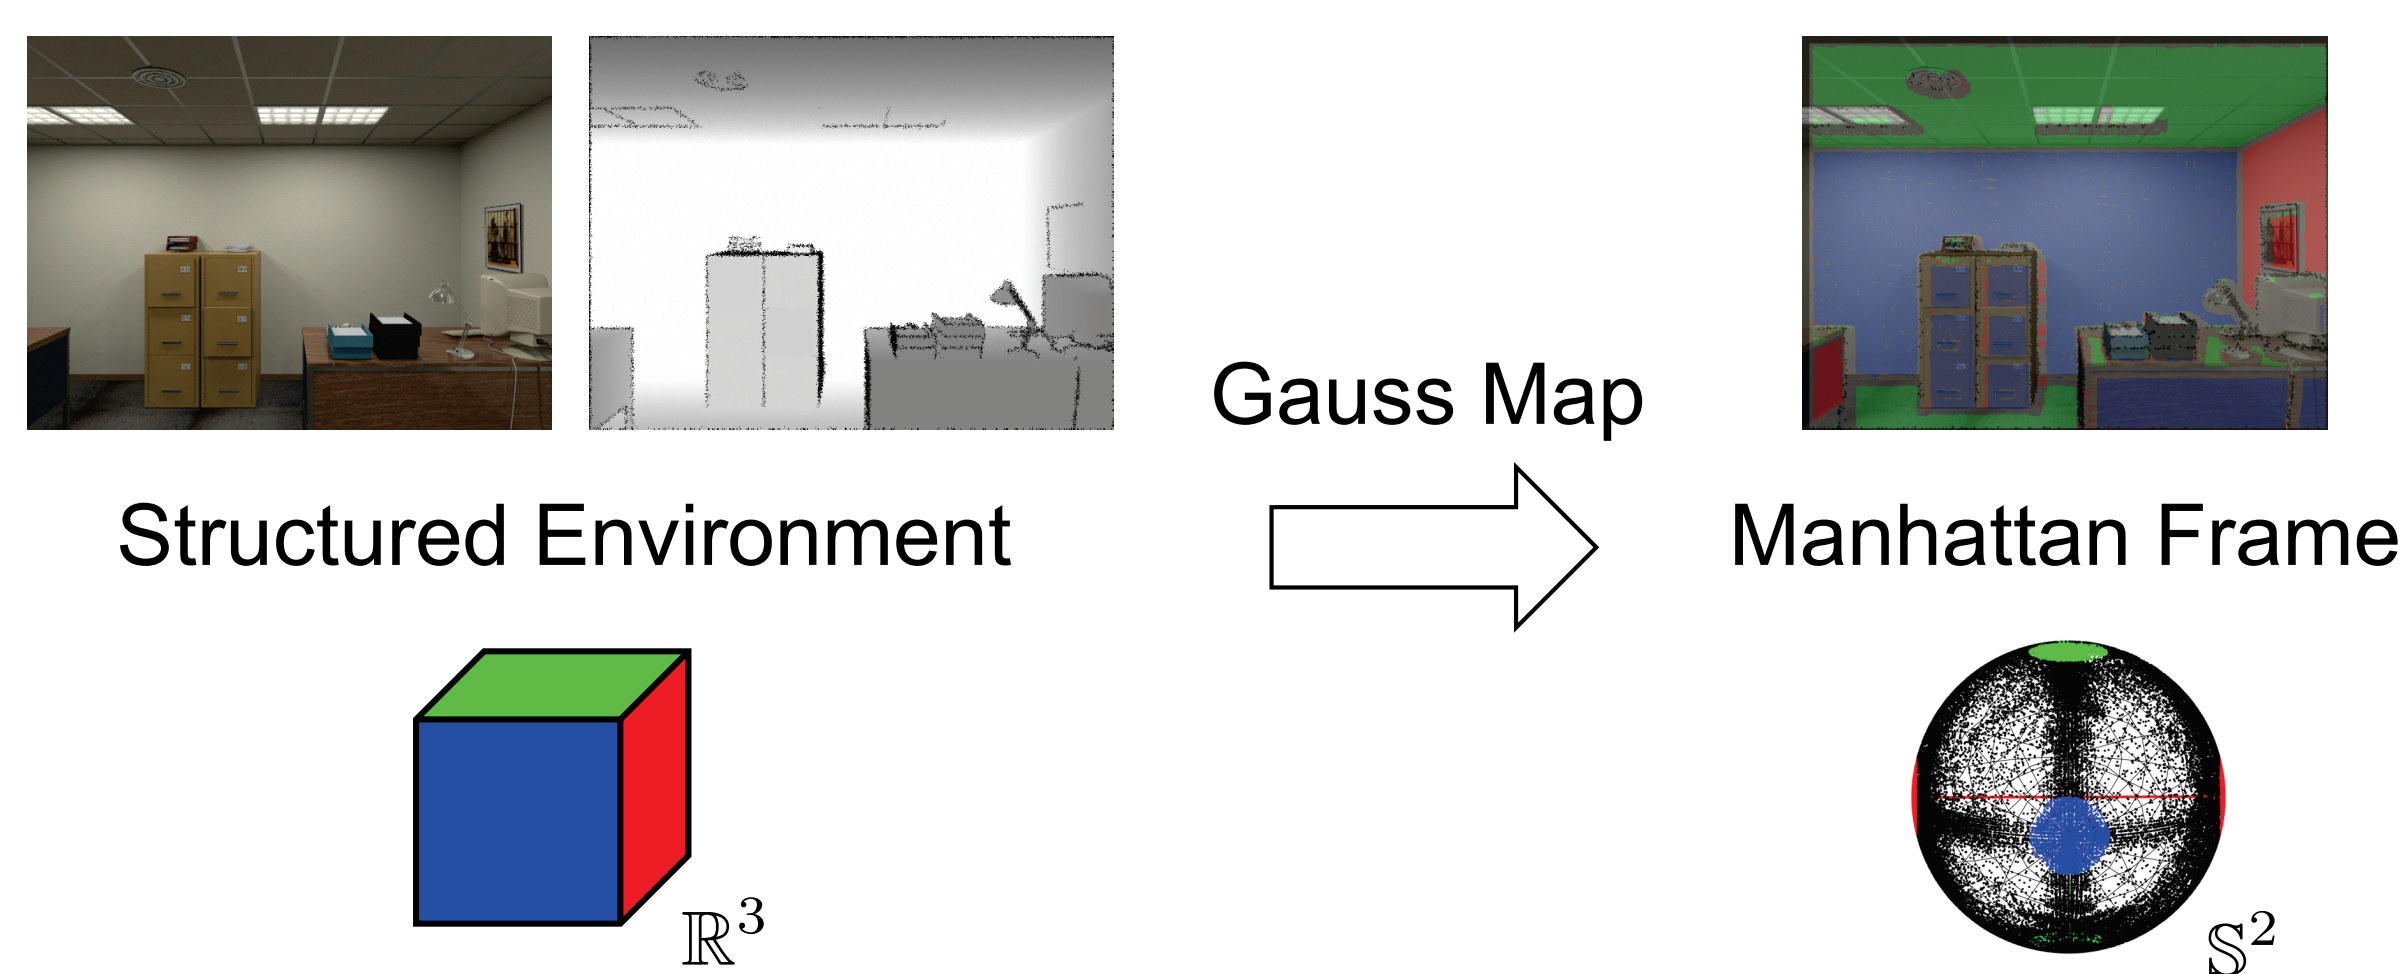 Gauss Map
Structured Environment
Manhattan Frame
ℝ³
𝕊²